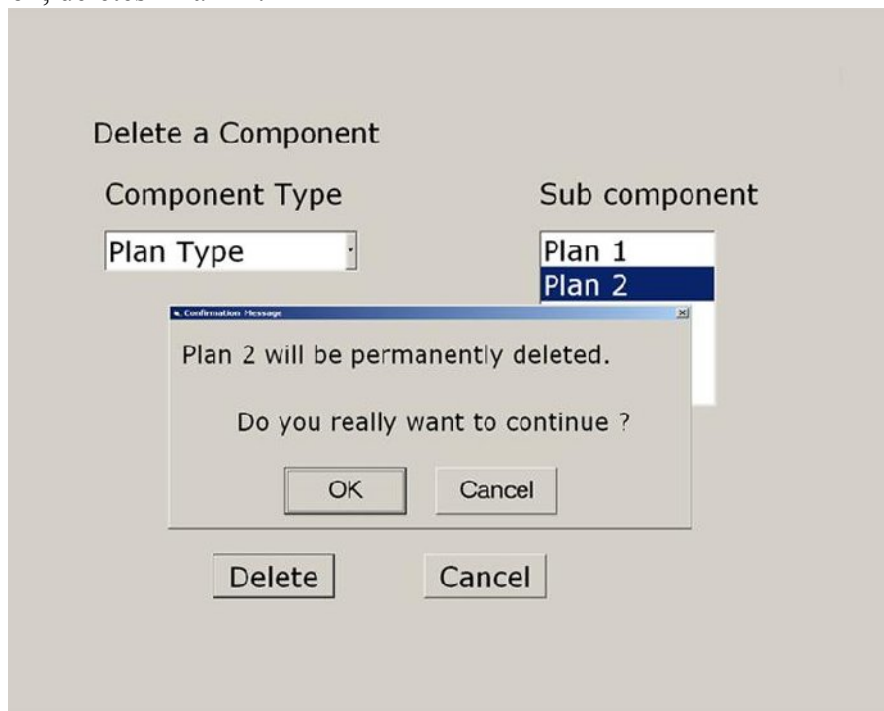 Delete a Component
Component Type Sub component
Plan Type Plan 1
Plan 2
Confirmation Message
Plan 2 will be permanently deleted.
Do you really want to continue ?
OK Cancel
Delete Cancel